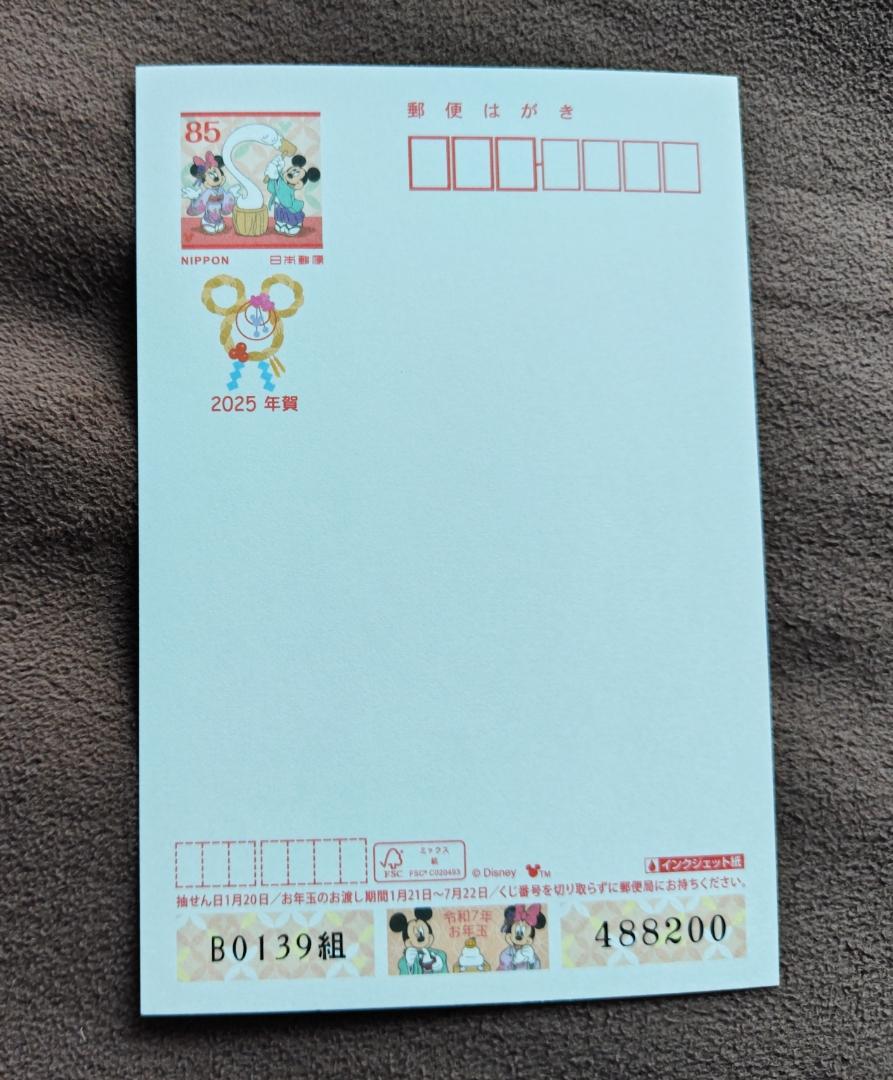 郵便はがき
85
NIPPON 日本郵便
2025 年賀
ミックス
紙
FSC® C020493
FSC
© Disney TM
インクジェット紙
抽せん日1月20日／お年玉のお渡し期間1月21日〜7月22日／くじ番号を切り取らずに郵便局にお持ちください。
B0139組
令和7年
お年玉
488200